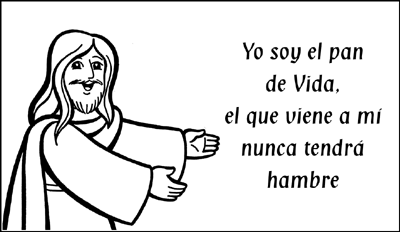 Yo soy el pan
de Vida,
el que viene a mí
nunca tendrá
hambre